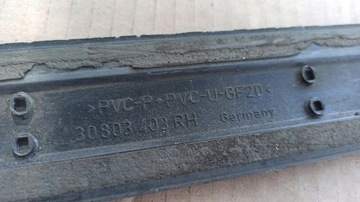 >PVC-P+PVC-U-GF20<
30803 403 RH Germany